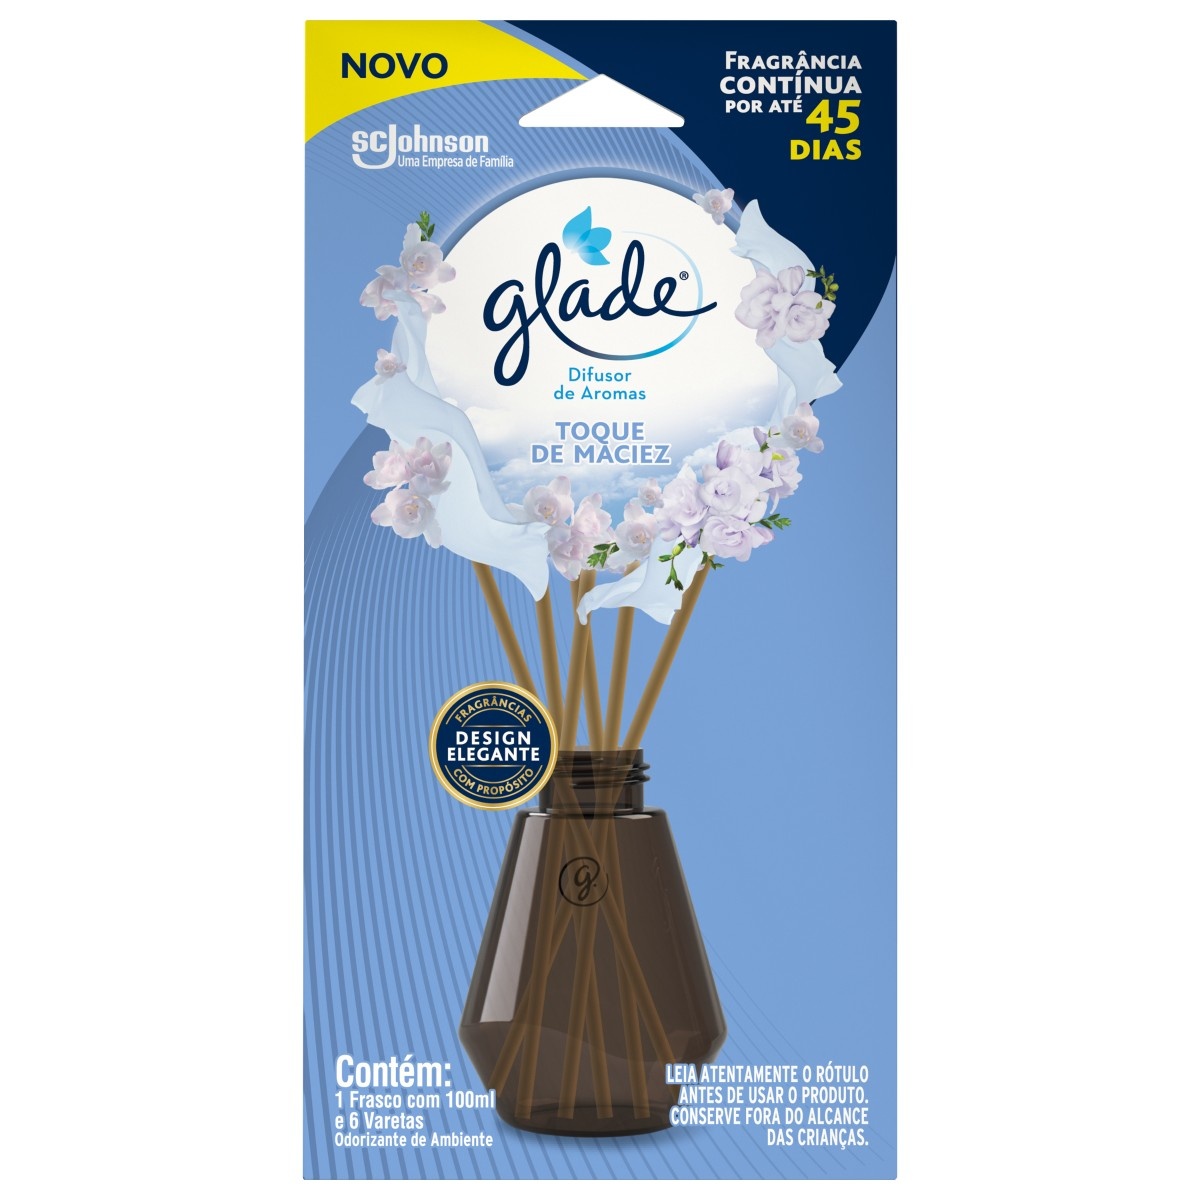 NOVO
FRAGRÂNCIA
CONTÍNUA
POR ATÉ 45
DIAS
SCJohnson
Uma Empresa de Família
glade®
Difusor
de Aromas
TOQUE
DE MACIEZ
FRAGRÂNCIAS
DESIGN
ELEGANTE
COM PROPÓSITO
g.
Contém:
1 Frasco com 100ml
e 6 Varetas
Odorizante de Ambiente
LEIA ATENTAMENTE O RÓTULO
ANTES DE USAR O PRODUTO.
CONSERVE FORA DO ALCANCE
DAS CRIANÇAS.